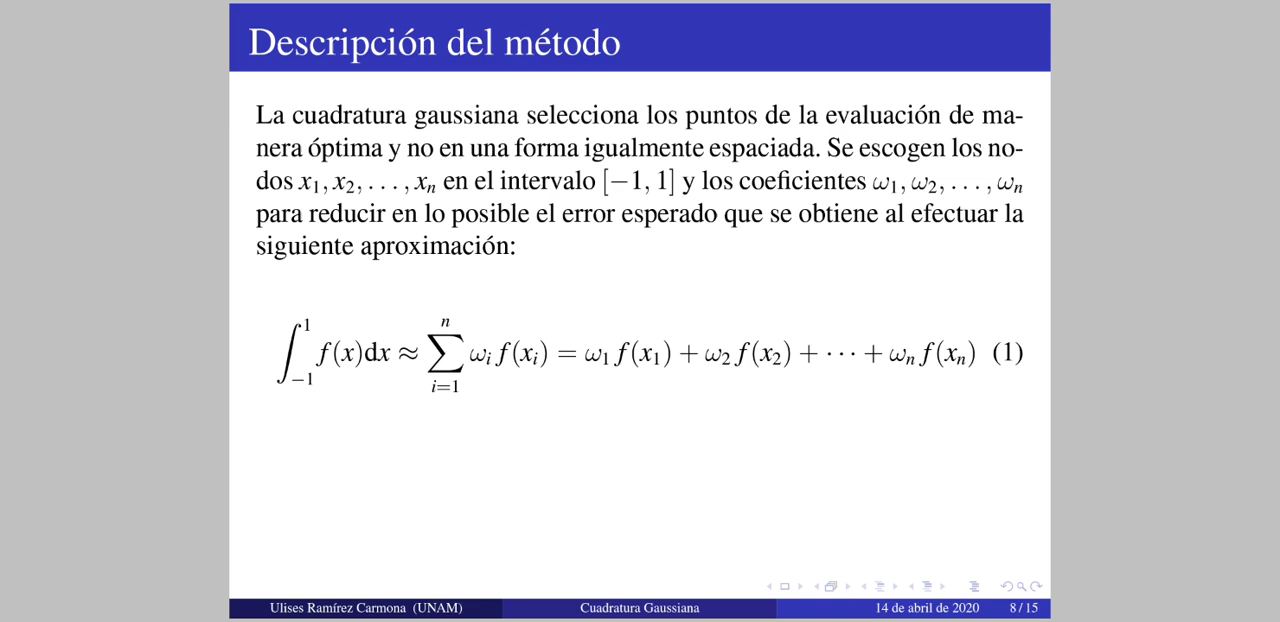 Descripción del método
La cuadratura gaussiana selecciona los puntos de la evaluación de ma-
nera óptima y no en una forma igualmente espaciada. Se escogen los no-
dos x₁, x₂, . . . , xₙ en el intervalo [−1, 1] y los coeficientes ω₁, ω₂, . . . , ωₙ
para reducir en lo posible el error esperado que se obtiene al efectuar la
siguiente aproximación:
∫₋₁¹ f(x)dx ≈ ∑ᵢ₌₁ⁿ ωᵢ f(xᵢ) = ω₁ f(x₁) + ω₂ f(x₂) + · · · + ωₙ f(xₙ) (1)
Ulises Ramírez Carmona (UNAM) Cuadratura Gaussiana 14 de abril de 2020 8 / 15